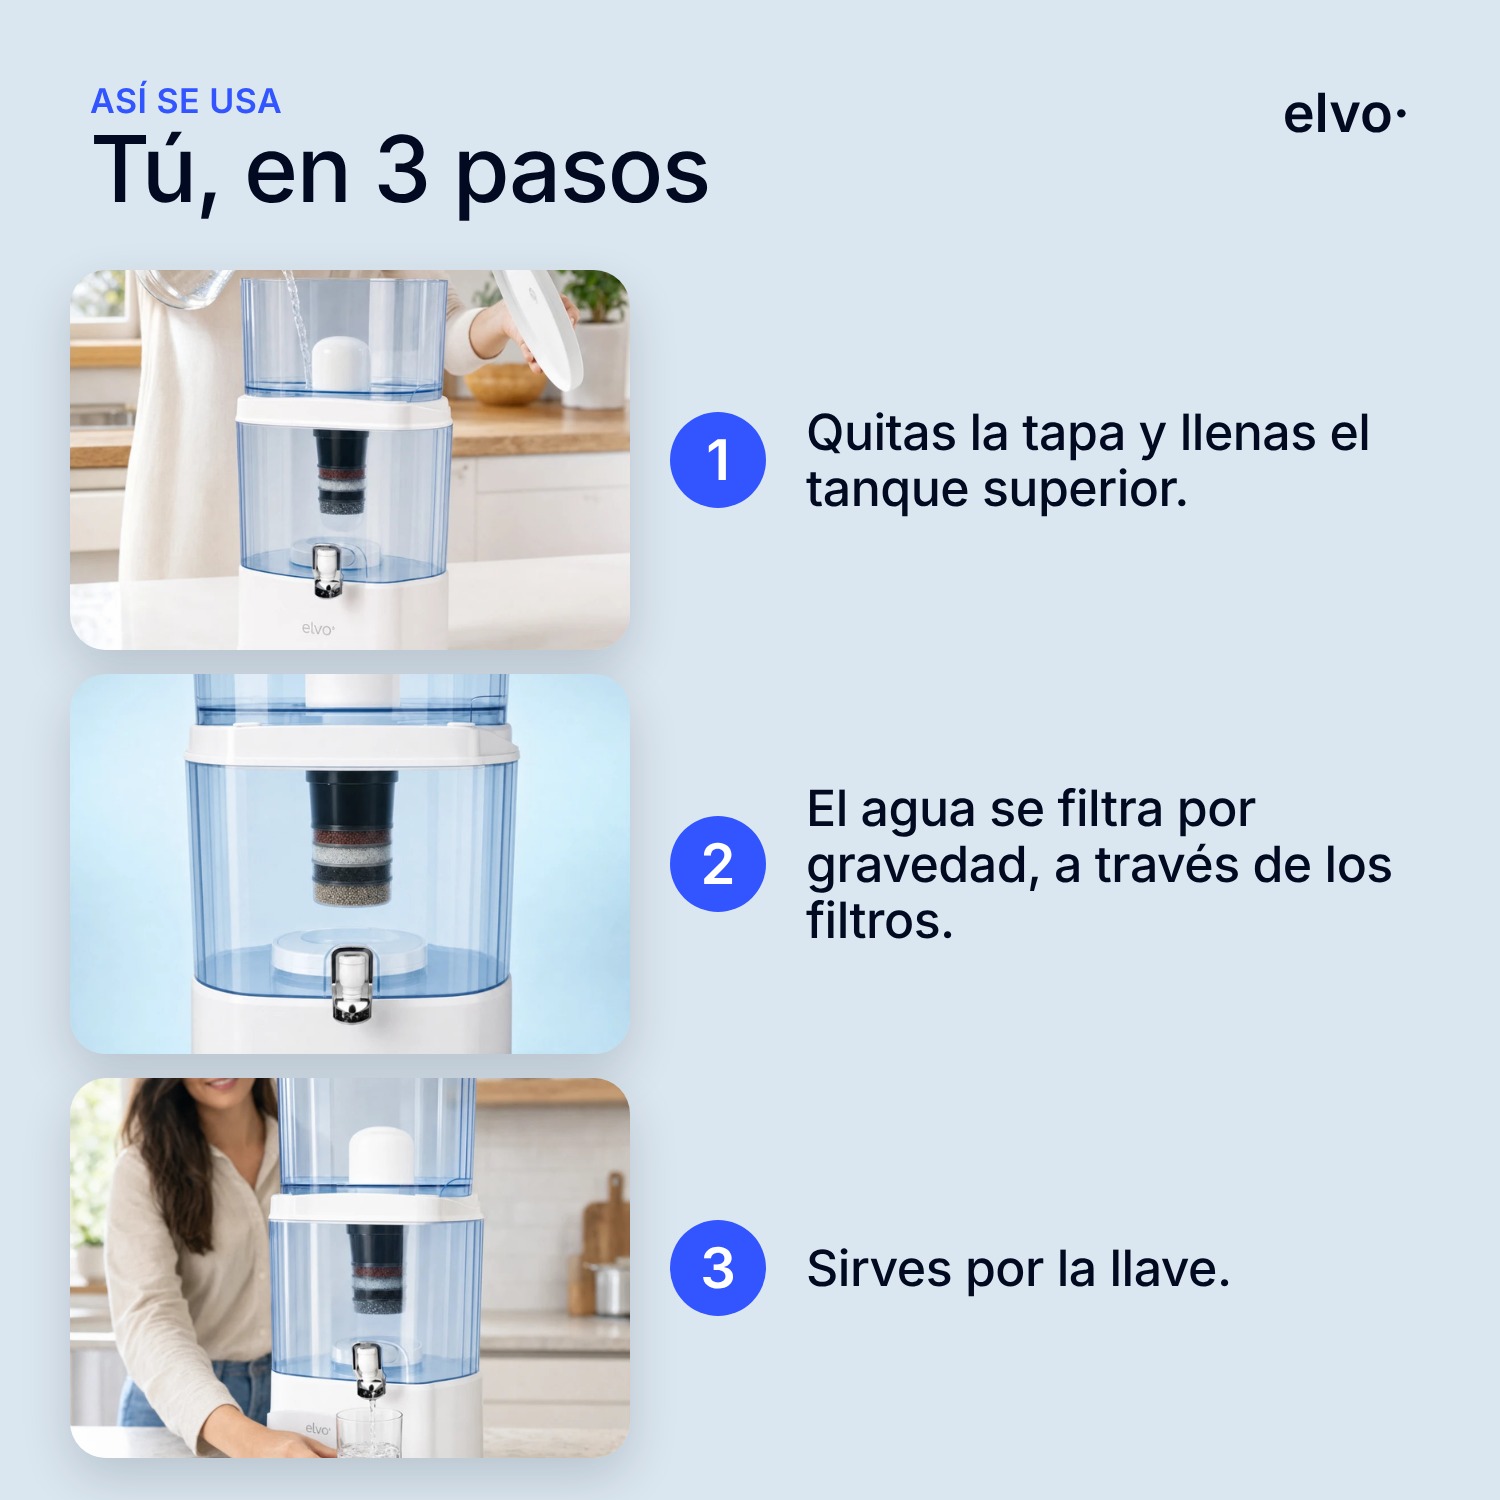 ASÍ SE USA
Tú, en 3 pasos
elvo·
elvo·
1
Quitas la tapa y llenas el
tanque superior.
2
El agua se filtra por
gravedad, a través de los
filtros.
elvo·
3
Sirves por la llave.